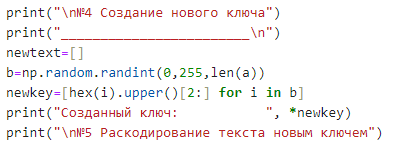 print("\n№4 Создание нового ключа")
print("_________________________\n")
newtext=[]
b=np.random.randint(0,255,len(a))
newkey=[hex(i).upper()[2:] for i in b]
print("Созданный ключ:              ", *newkey)
print("\n№5 Раскодирование текста новым ключем")